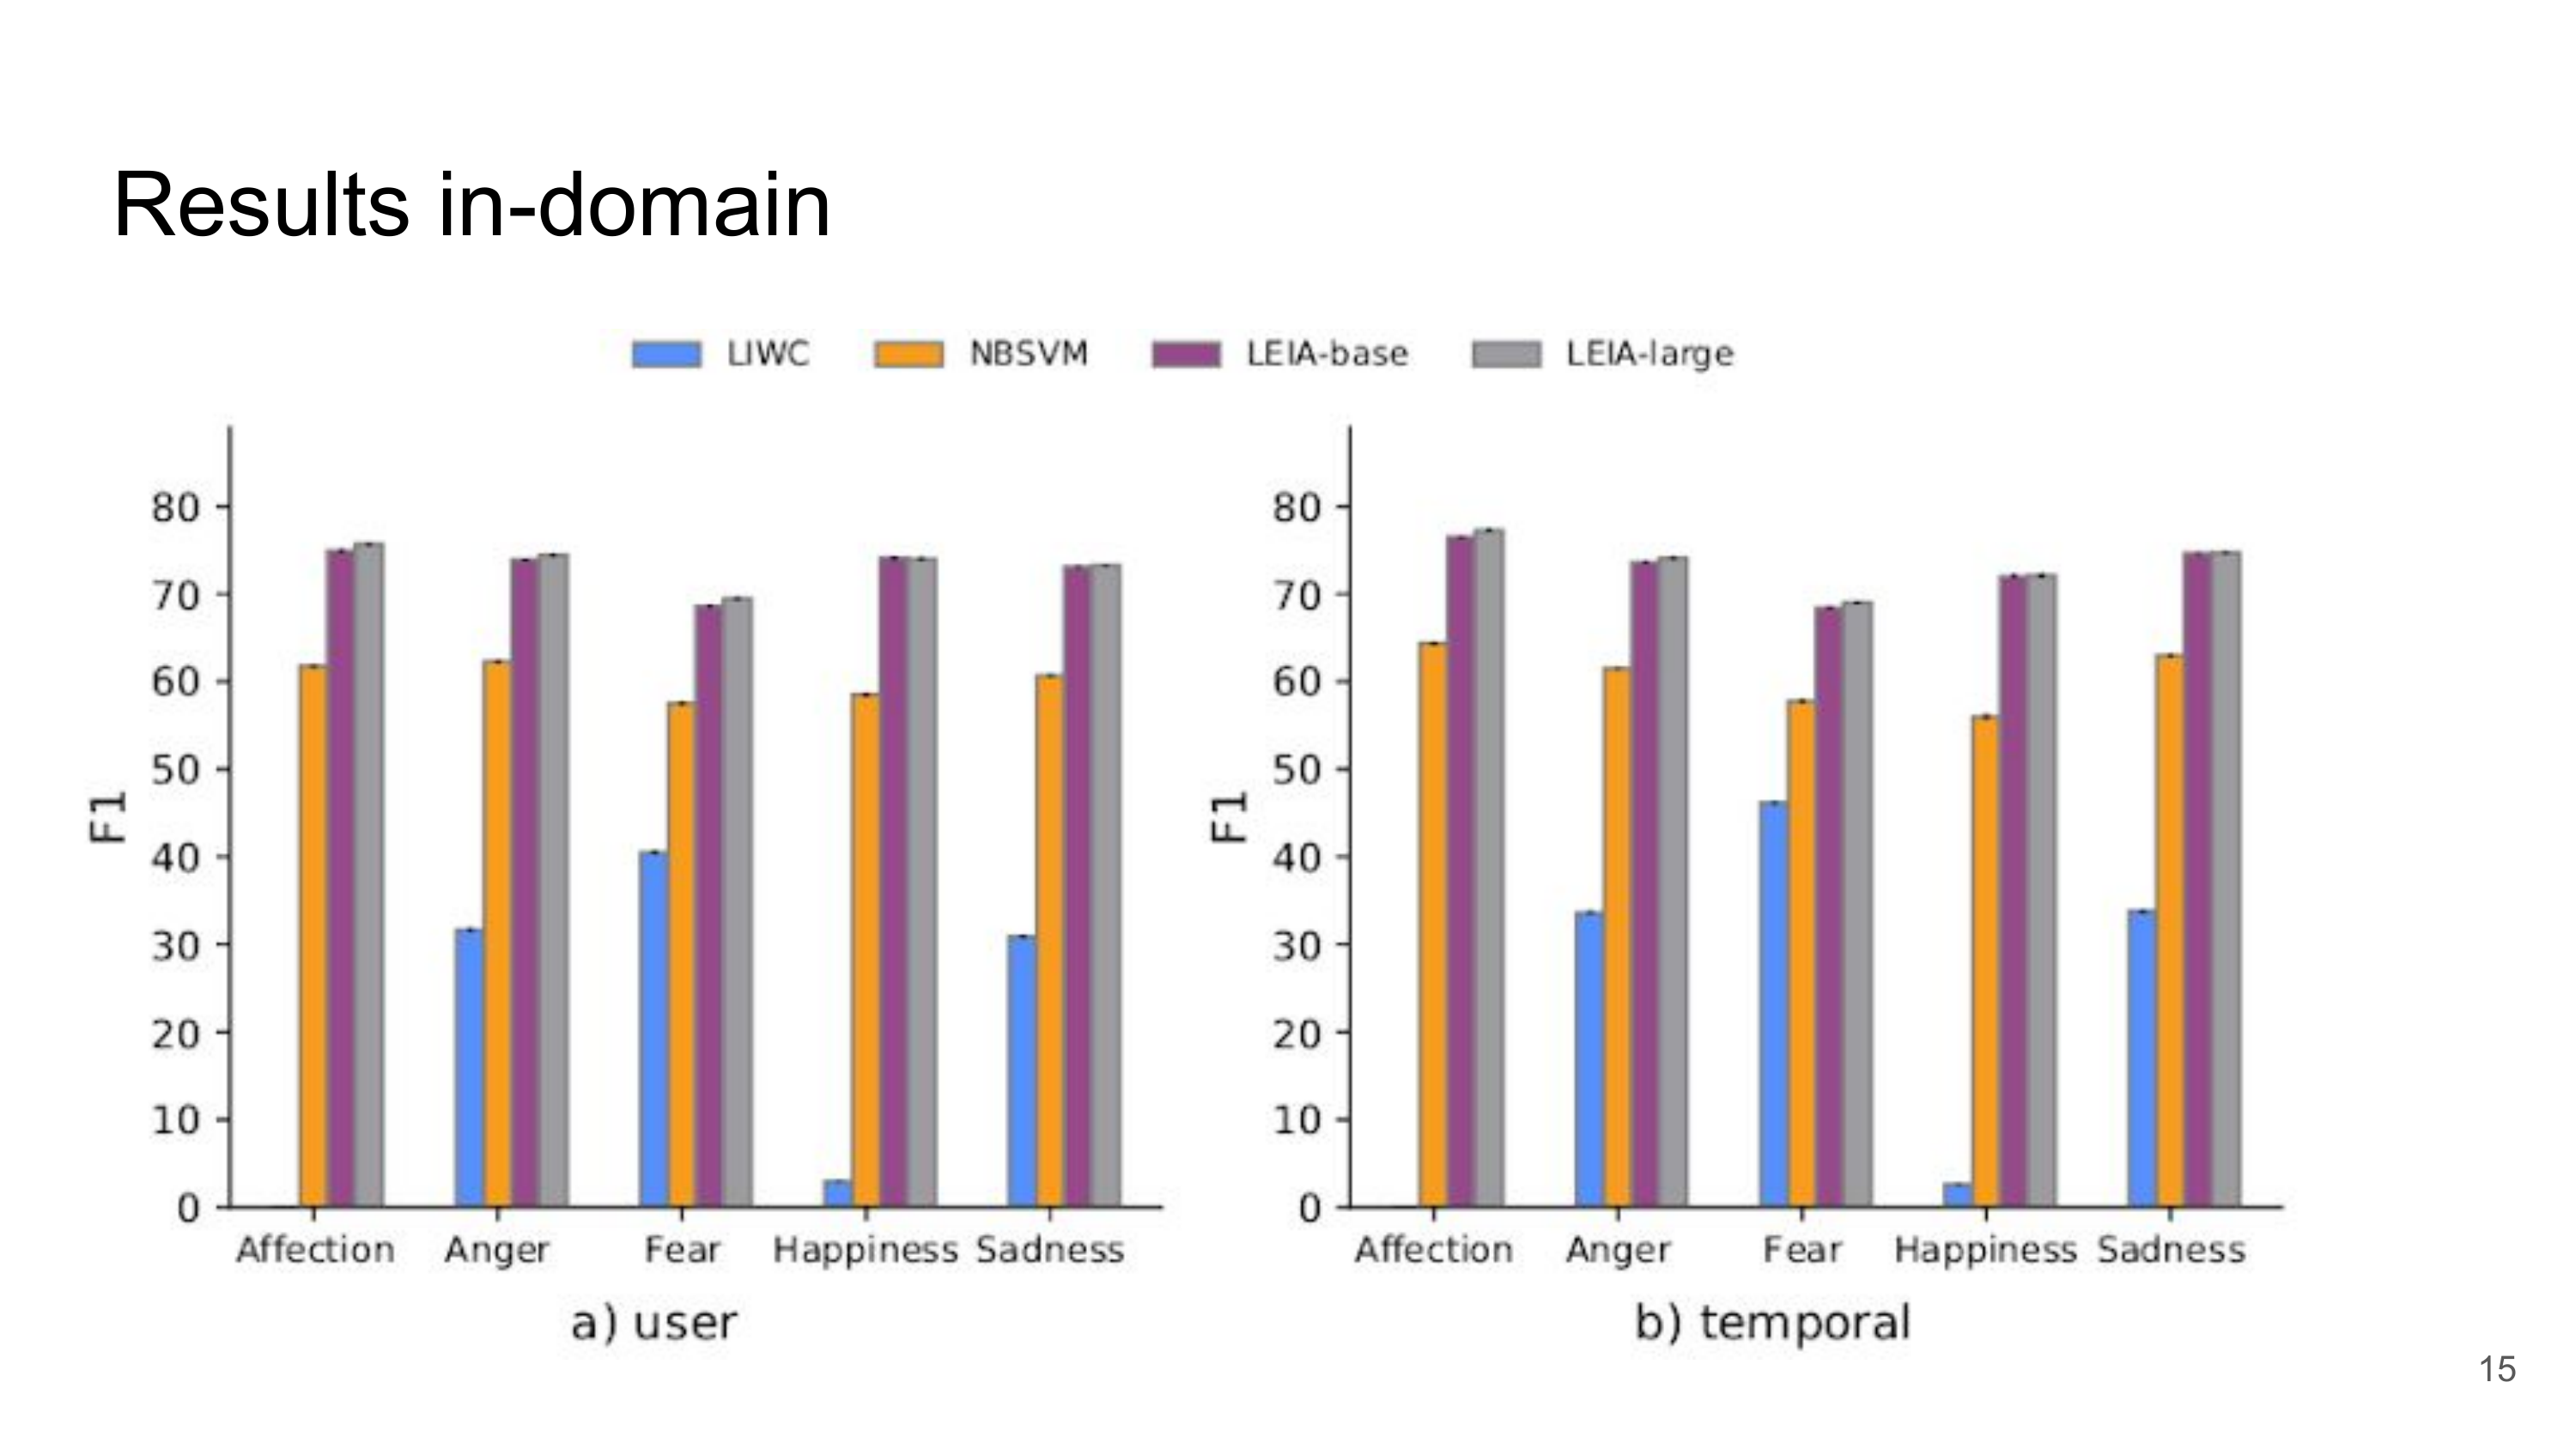 Results in-domain
LIWC NBSVM LEIA-base LEIA-large
F1
80
70
60
50
40
30
20
10
0
Affection Anger Fear Happiness Sadness
a) user
F1
80
70
60
50
40
30
20
10
0
Affection Anger Fear Happiness Sadness
b) temporal
15